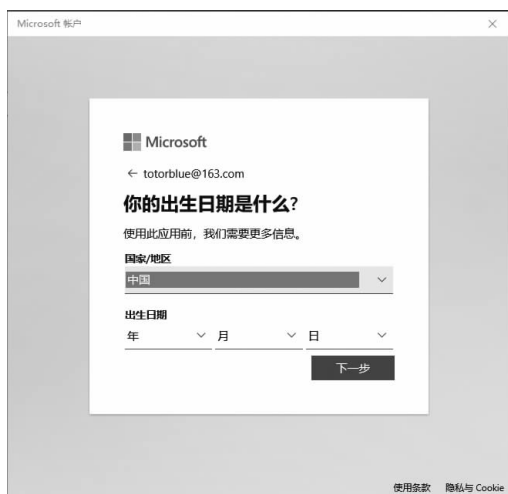 Microsoft 帐户
Microsoft
← totorblue@163.com
你的出生日期是什么?
使用此应用前，我们需要更多信息。
国家/地区
中国
出生日期
年 月 日
下一步
使用条款 隐私与 Cookie